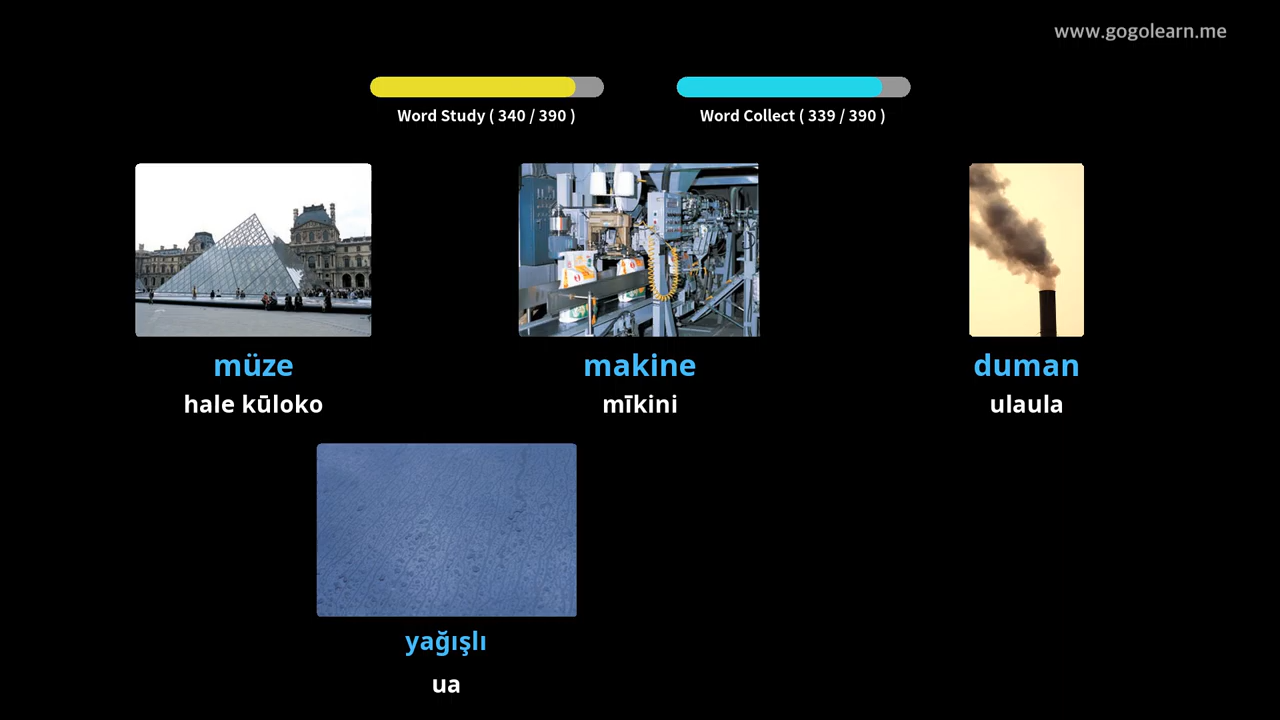 www.gogolearn.me
Word Study ( 340 / 390 )
Word Collect ( 339 / 390 )
müze
makine
duman
hale kūloko
mīkini
ulaula
yağışlı
ua